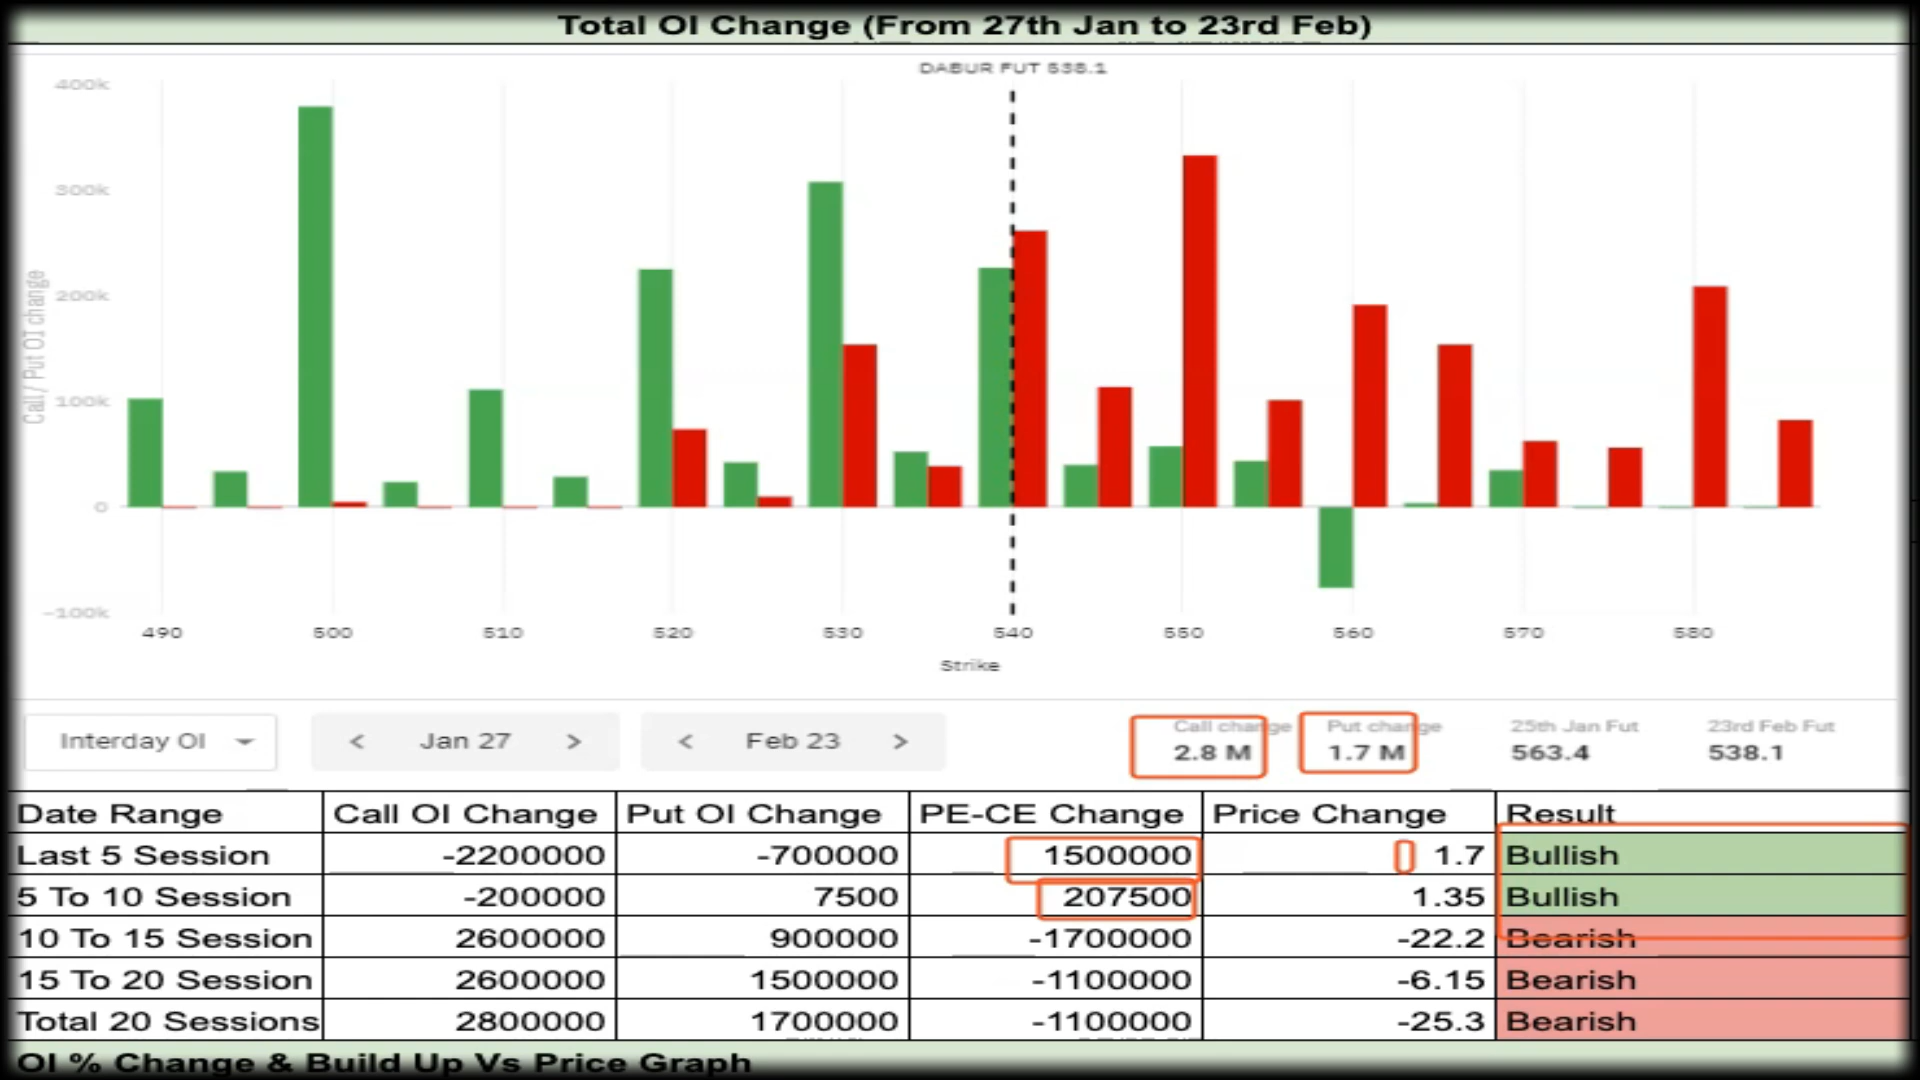 Total OI Change (From 27th Jan to 23rd Feb)
DABUR FUT 538.1
400k
300k
200k
100k
0
-100k
Call / Put OI change
490 500 510 520 530 540 550 560 570 580
Strike
Interday OI < Jan 27 > < Feb 23 >
Call change Put change 25th Jan Fut 23rd Feb Fut
2.8 M 1.7 M 563.4 538.1
Date Range Call OI Change Put OI Change PE-CE Change Price Change Result
Last 5 Session -2200000 -700000 1500000 1.7 Bullish
5 To 10 Session -200000 7500 207500 1.35 Bullish
10 To 15 Session 2600000 900000 -1700000 -22.2 Bearish
15 To 20 Session 2600000 1500000 -1100000 -6.15 Bearish
Total 20 Sessions 2800000 1700000 -1100000 -25.3 Bearish
OI % Change & Build Up Vs Price Graph